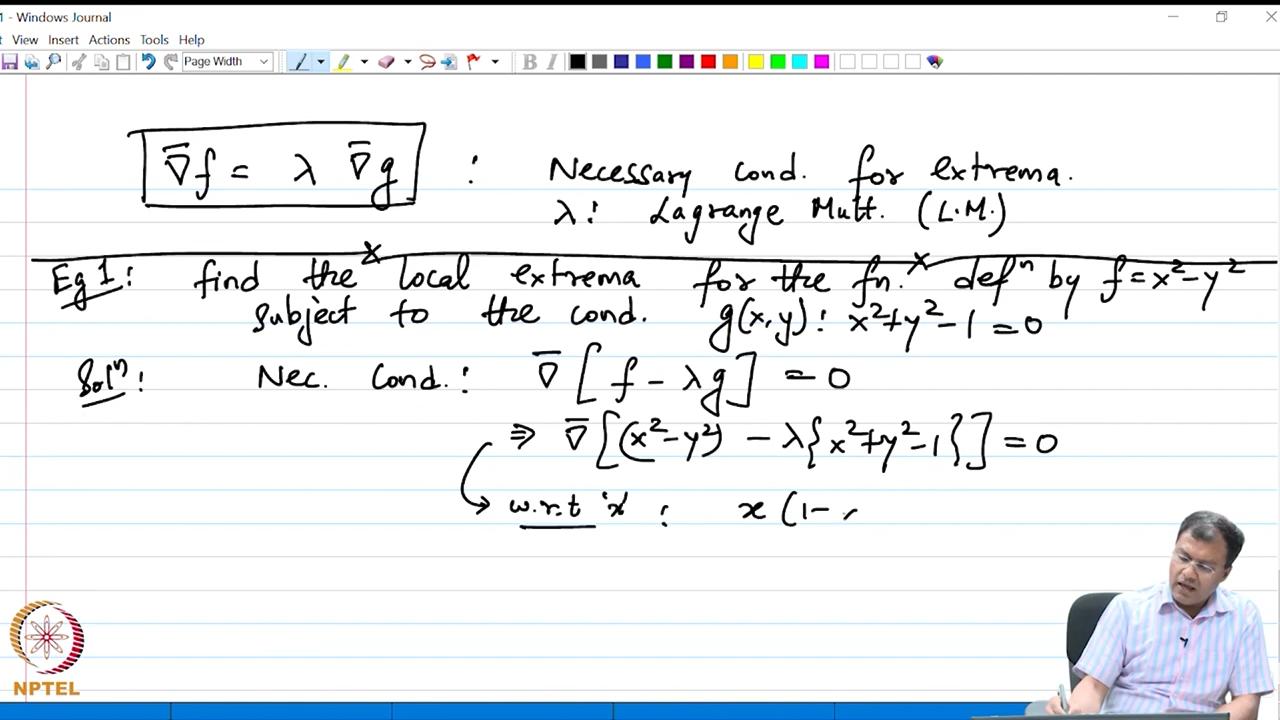 1 - Windows Journal
View Insert Actions Tools Help
Page Width B I
∇̄f = λ ∇̄g : Necessary cond. for extrema.
λ: Lagrange Mult. (L.M.)
Eg 1: find the local extrema for the fn. defⁿ by f = x² - y²
subject to the cond. g(x,y): x² + y² - 1 = 0
Solⁿ: Nec. Cond.: ∇̄ [f - λg] = 0
⇒ ∇̄ [(x² - y²) - λ{x² + y² - 1}] = 0
w.r.t 'x' : x (1 -
NPTEL